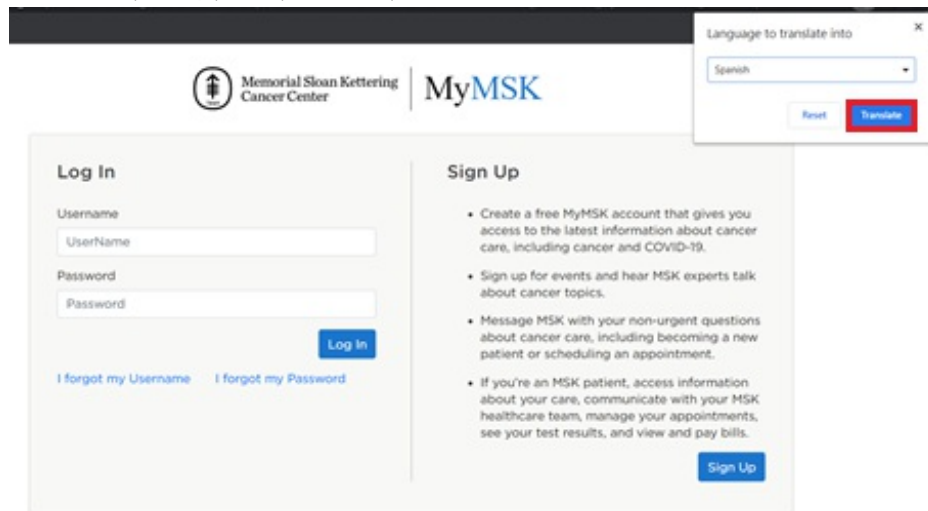 Language to translate into
×
Spanish
Reset
Translate
Memorial Sloan Kettering
Cancer Center
MyMSK
Log In
Username
UserName
Password
Password
Log In
I forgot my Username
I forgot my Password
Sign Up
• Create a free MyMSK account that gives you
access to the latest information about cancer
care, including cancer and COVID-19.
• Sign up for events and hear MSK experts talk
about cancer topics.
• Message MSK with your non-urgent questions
about cancer care, including becoming a new
patient or scheduling an appointment.
• If you're an MSK patient, access information
about your care, communicate with your MSK
healthcare team, manage your appointments,
see your test results, and view and pay bills.
Sign Up